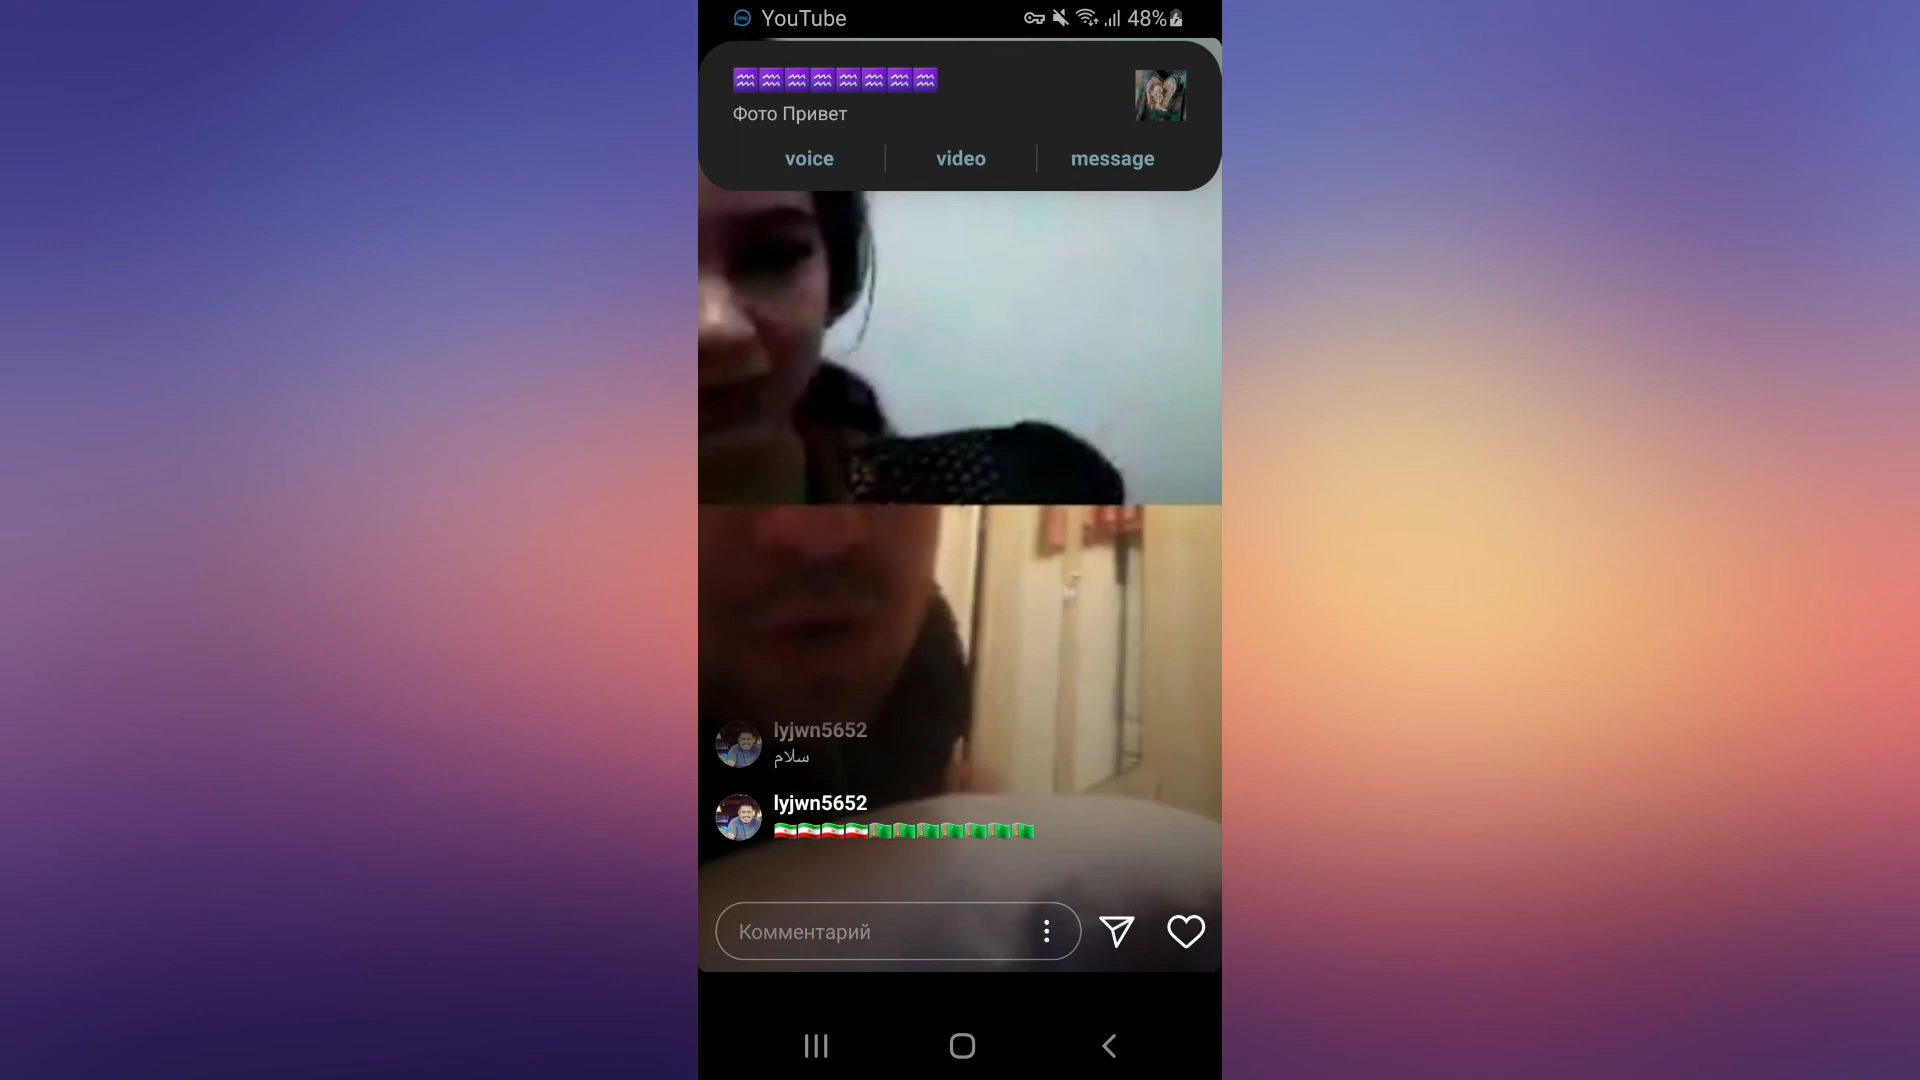 YouTube 48%
♒♒♒♒♒♒♒♒
Фото Привет
voice video message
lyjwn5652
سلام
lyjwn5652
🇮🇷🇮🇷🇮🇷🇮🇷🇹🇲🇹🇲🇹🇲🇹🇲🇹🇲🇹🇲🇹🇲
Комментарий